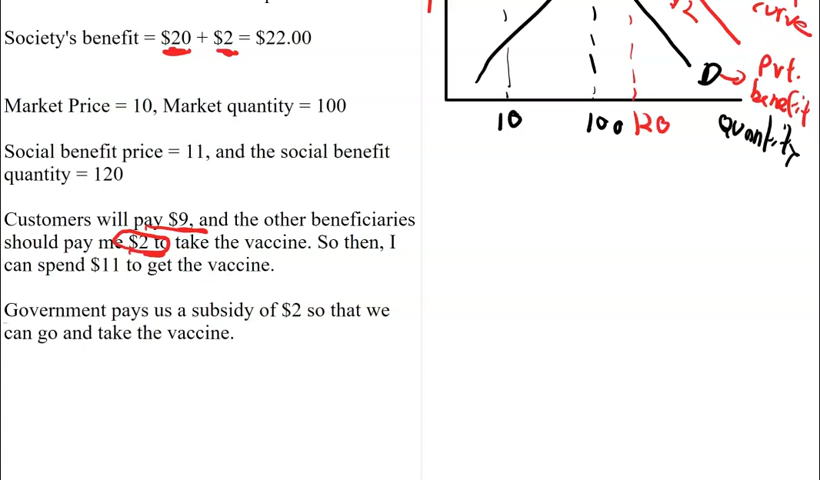 Society's benefit = $20 + $2 = $22.00
Market Price = 10, Market quantity = 100
Social benefit price = 11, and the social benefit
quantity = 120
Customers will pay $9, and the other beneficiaries
should pay me $2 to take the vaccine. So then, I
can spend $11 to get the vaccine.
Government pays us a subsidy of $2 so that we
can go and take the vaccine.
curve
D
Pvt.
benefit
10
100
120
Quantity